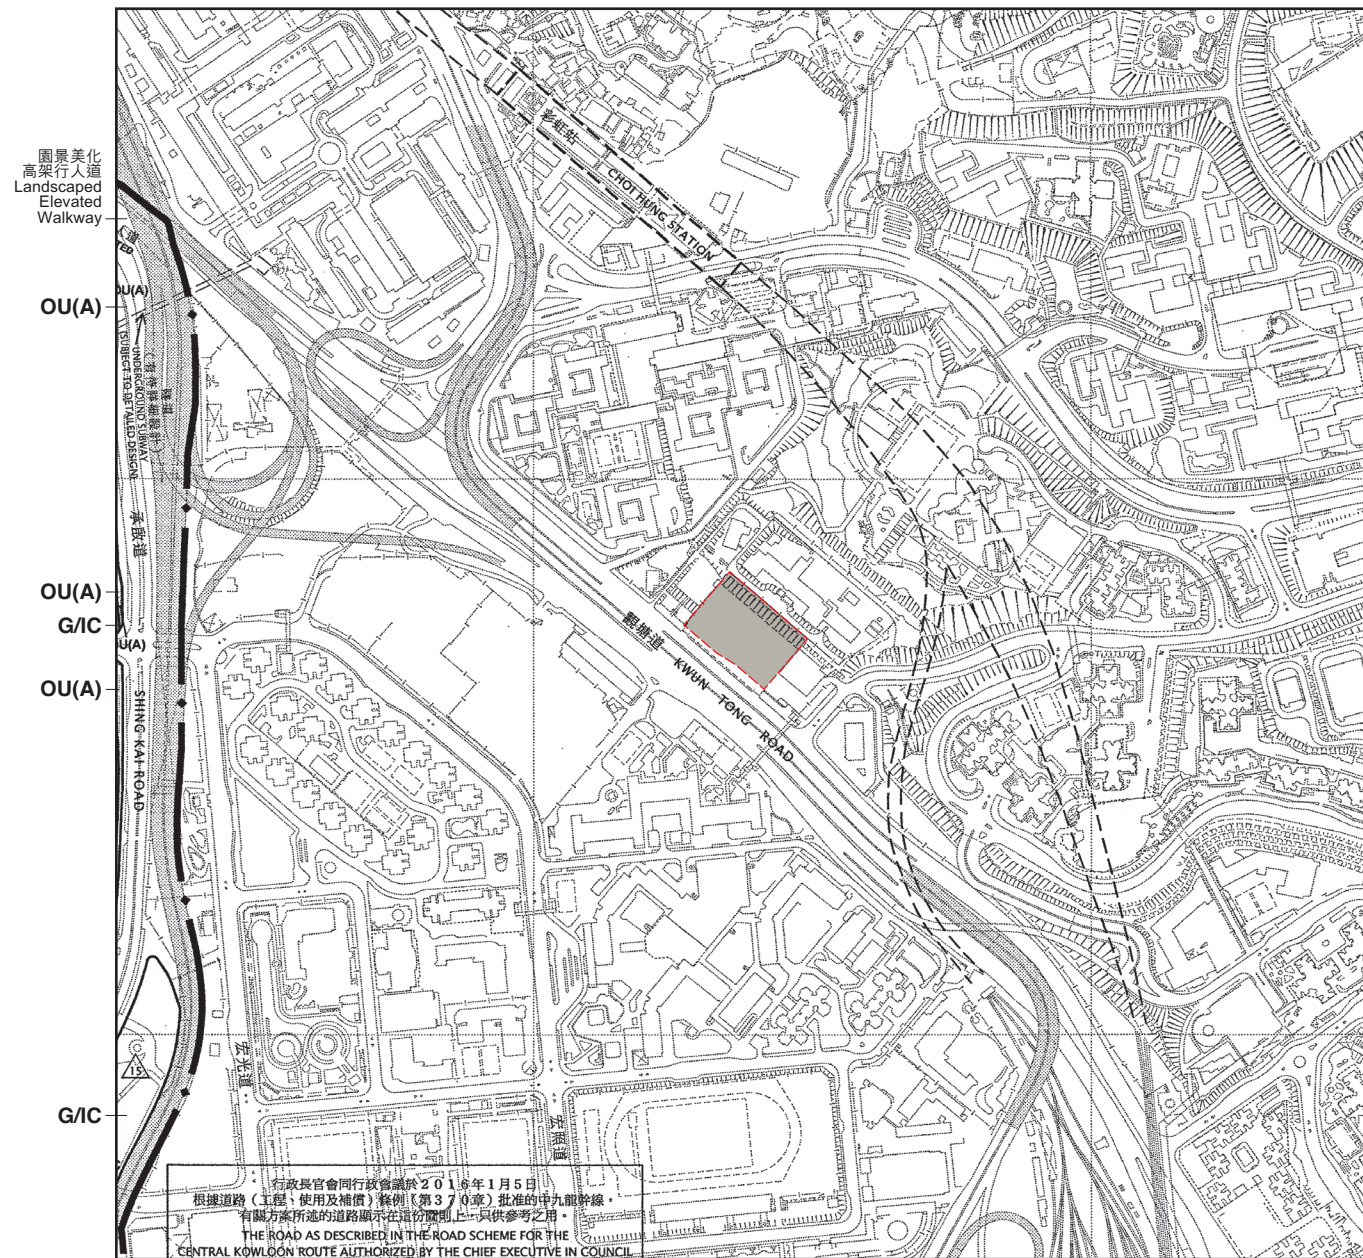 園景美化
高架行人道
Landscaped
Elevated
Walkway
OU(A)
OU(A)
G/IC
OU(A)
G/IC
彩虹站
CHOI HUNG STATION
OU(A)
隧道
UNDERGROUND SUBWAY
(SUBJECT TO DETAILED DESIGN)
承啟道
U(A)
SHING KAI ROAD
觀塘道
KWUN TONG ROAD
15
宏光道
宏照道
行政長官會同行政會議於2016年1月5日
根據道路(工程、使用及補償)條例(第370章)批准的中九龍幹線,
有關方案所述的道路顯示在這份圖則上,只供參考之用。
THE ROAD AS DESCRIBED IN THE ROAD SCHEME FOR THE
CENTRAL KOWLOON ROUTE AUTHORIZED BY THE CHIEF EXECUTIVE IN COUNCIL